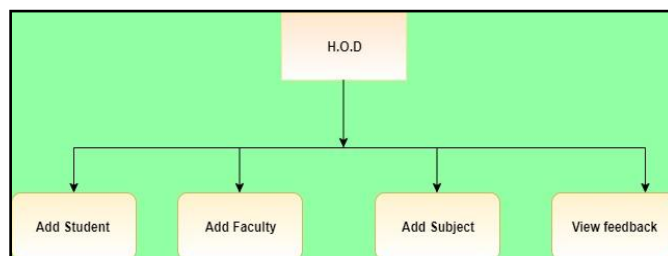 H.O.D
Add Student
Add Faculty
Add Subject
View feedback